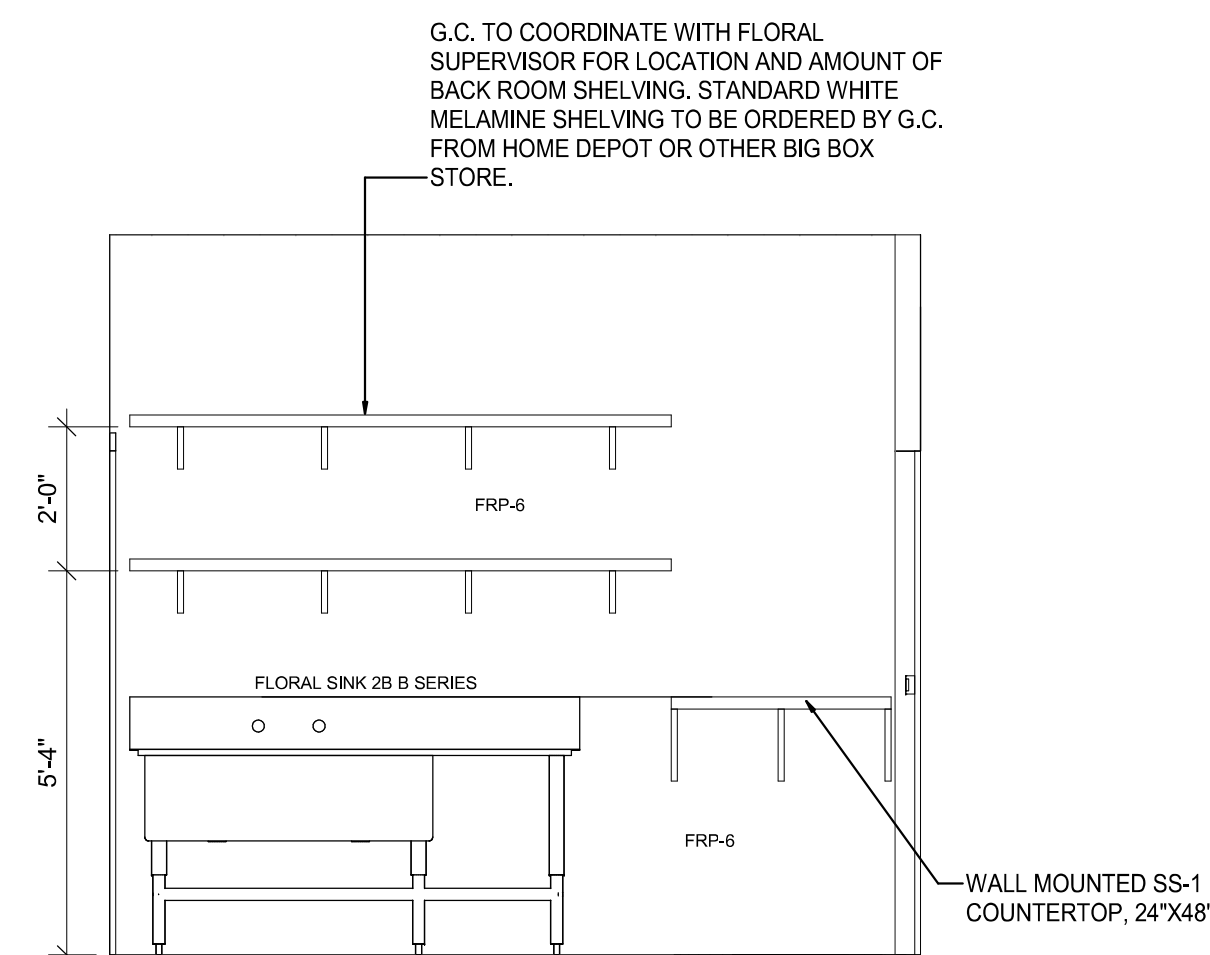 G.C. TO COORDINATE WITH FLORAL
SUPERVISOR FOR LOCATION AND AMOUNT OF
BACK ROOM SHELVING. STANDARD WHITE
MELAMINE SHELVING TO BE ORDERED BY G.C.
FROM HOME DEPOT OR OTHER BIG BOX
STORE.
2'-0"
FRP-6
FLORAL SINK 2B B SERIES
5'-4"
FRP-6
WALL MOUNTED SS-1
COUNTERTOP, 24"X48'